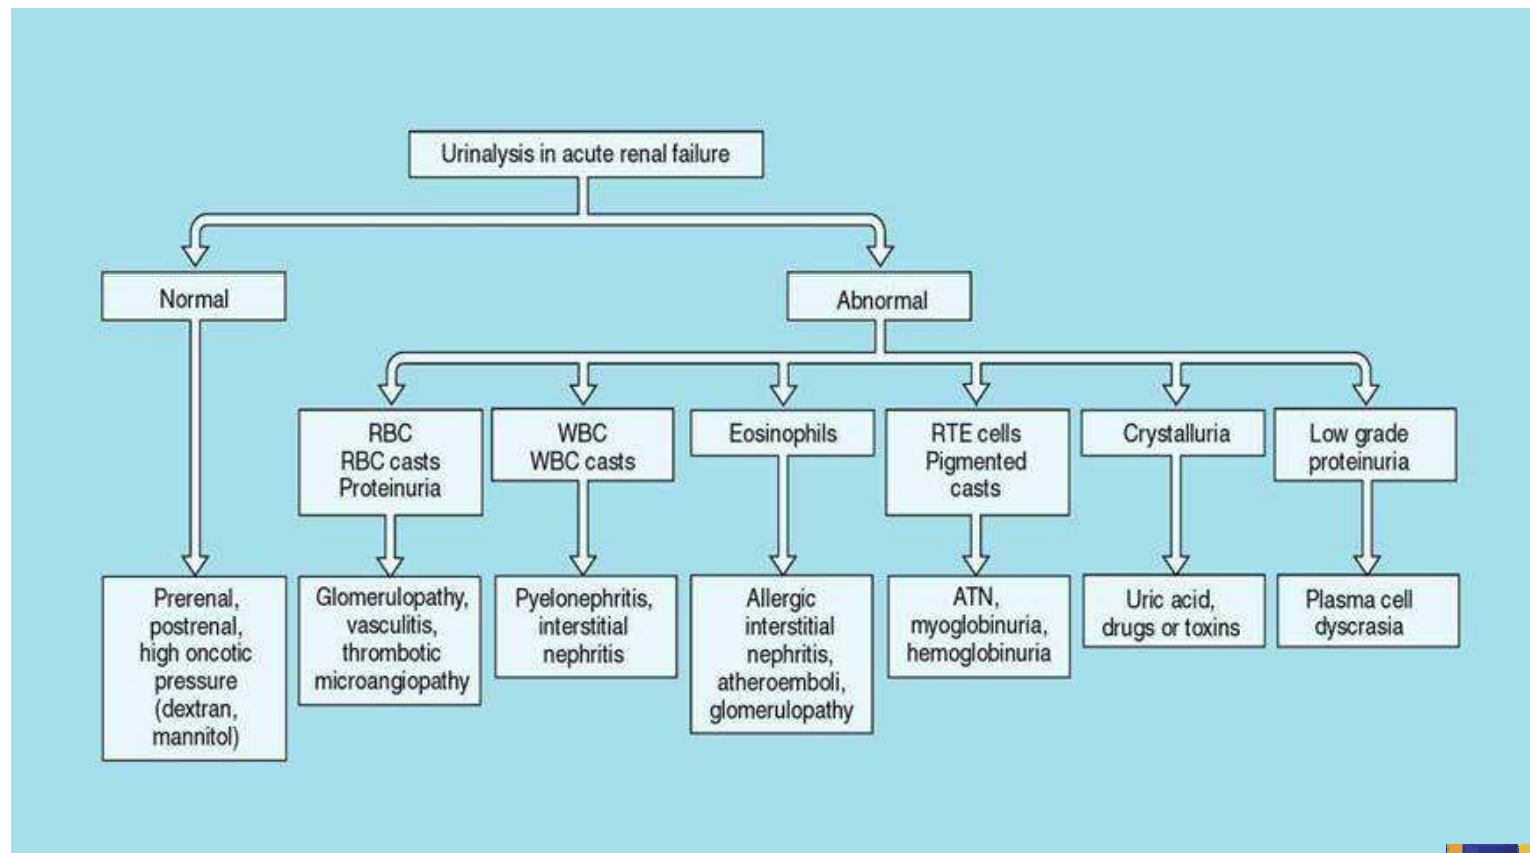 Urinalysis in acute renal failure
Normal
Abnormal
RBC
RBC casts
Proteinuria
WBC
WBC casts
Eosinophils
RTE cells
Pigmented
casts
Crystalluria
Low grade
proteinuria
Prerenal,
postrenal,
high oncotic
pressure
(dextran,
mannitol)
Glomerulopathy,
vasculitis,
thrombotic
microangiopathy
Pyelonephritis,
interstitial
nephritis
Allergic
interstitial
nephritis,
atheroemboli,
glomerulopathy
ATN,
myoglobinuria,
hemoglobinuria
Uric acid,
drugs or toxins
Plasma cell
dyscrasia